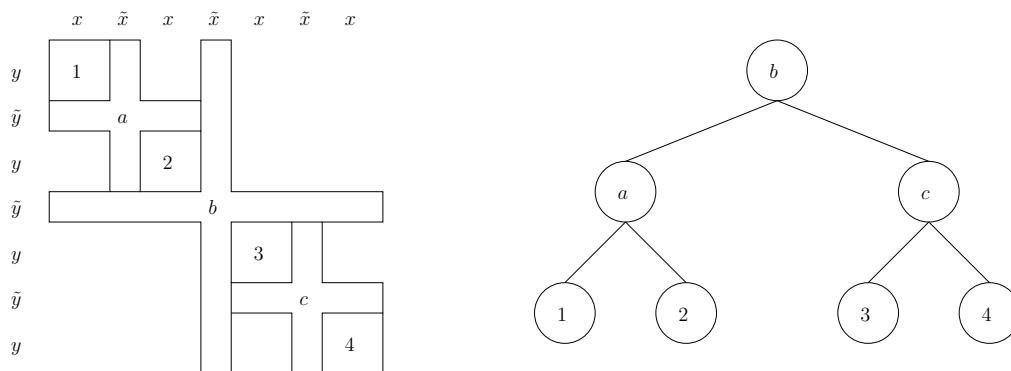 x x̃ x x̃ x x̃ x
y 1
ỹ a
y 2
ỹ b
y 3
ỹ c
y 4
b
a c
1 2 3 4